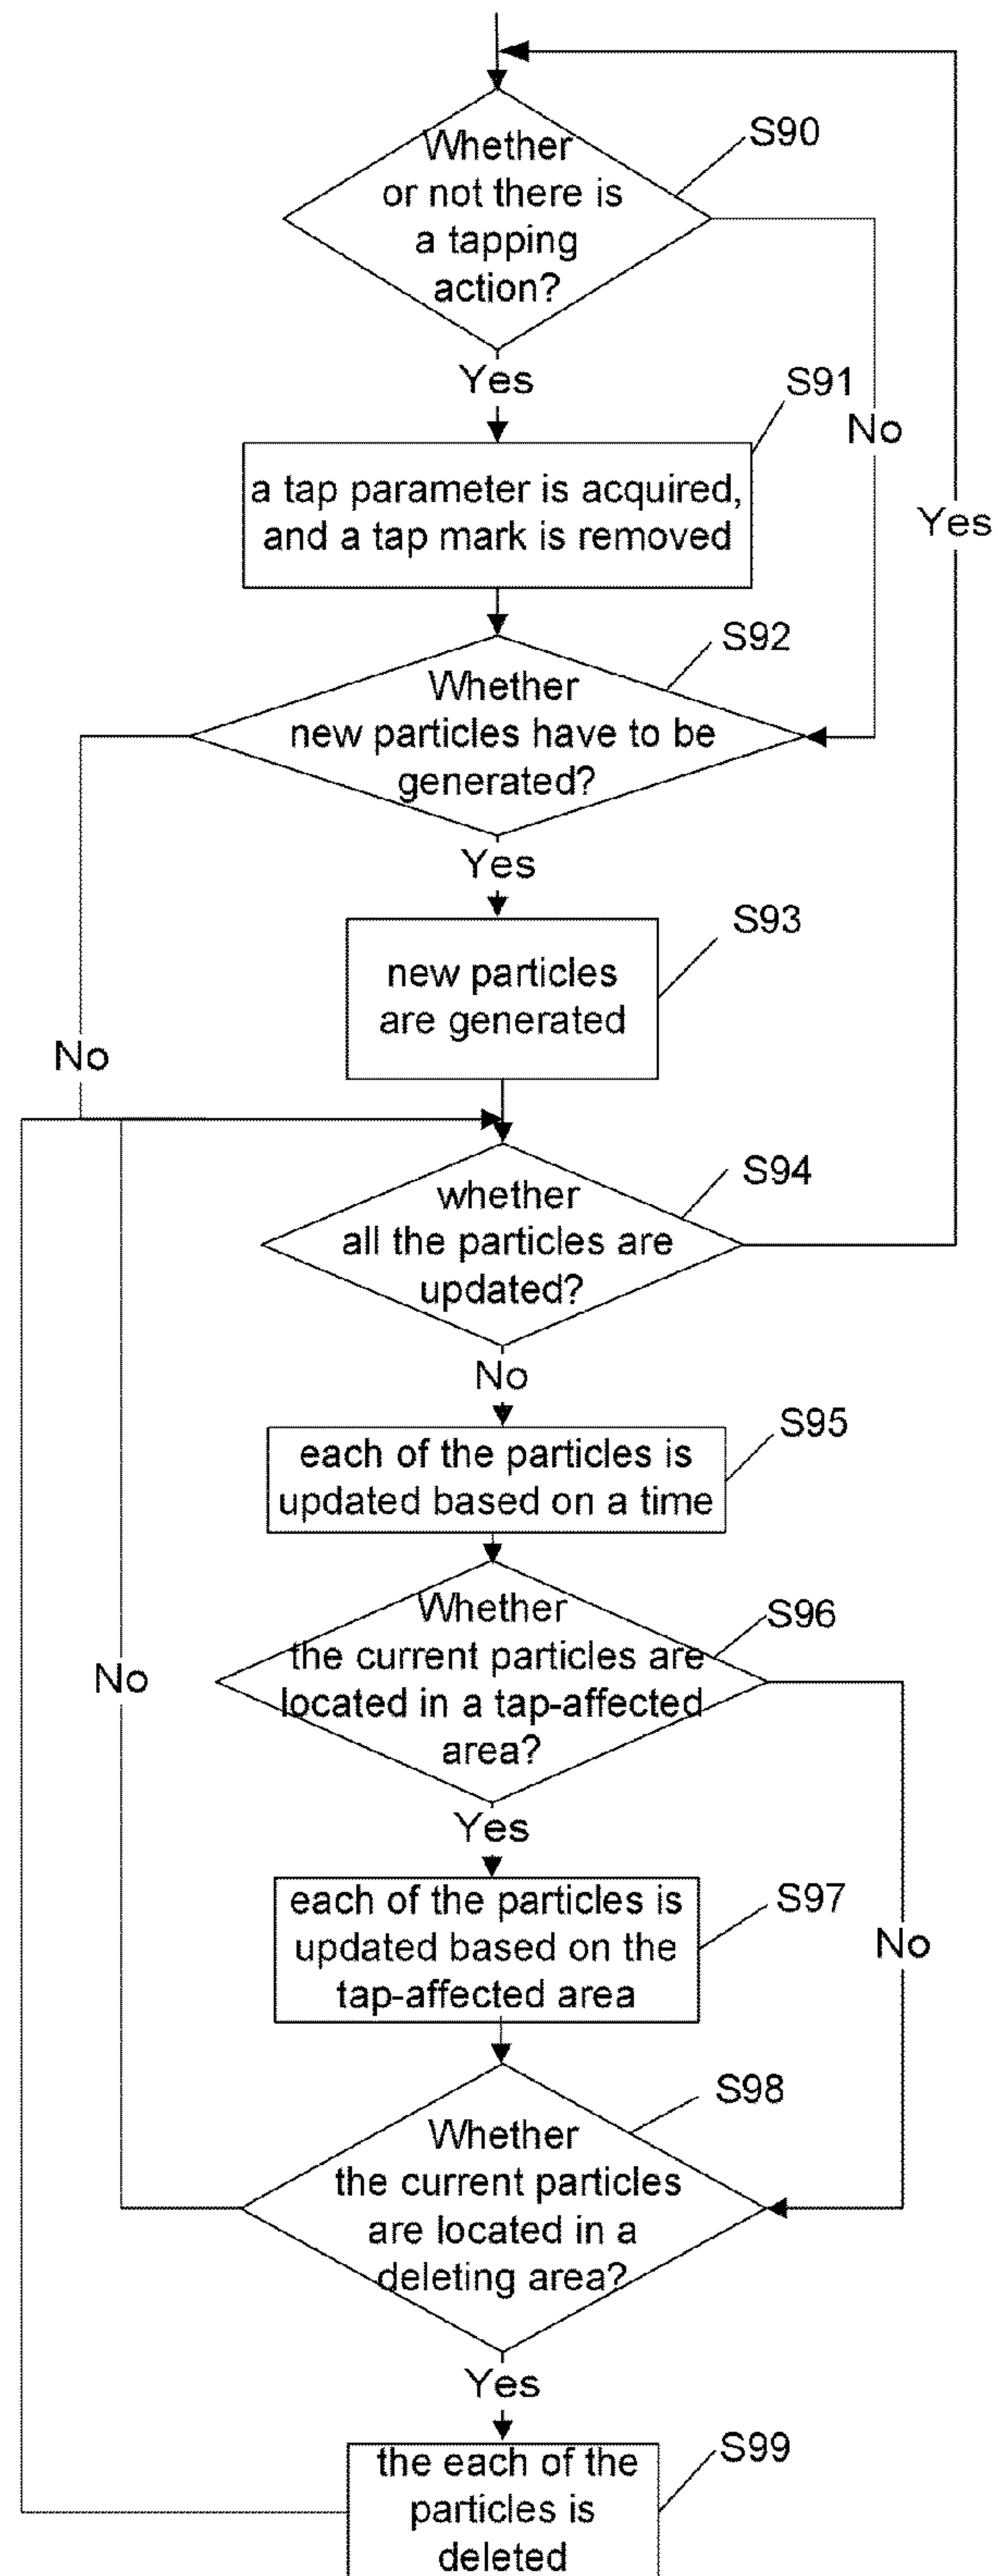 Whether
or not there is
a tapping
action?
S90
Yes
S91
No
a tap parameter is acquired,
and a tap mark is removed
Yes
S92
Whether
new particles have to be
generated?
Yes
S93
new particles
are generated
No
S94
whether
all the particles are
updated?
No
S95
each of the particles is
updated based on a time
S96
Whether
the current particles are
located in a tap-affected
area?
No
Yes
S97
each of the particles is
updated based on the
tap-affected area
No
S98
Whether
the current particles
are located in a
deleting area?
Yes
S99
the each of the
particles is
deleted